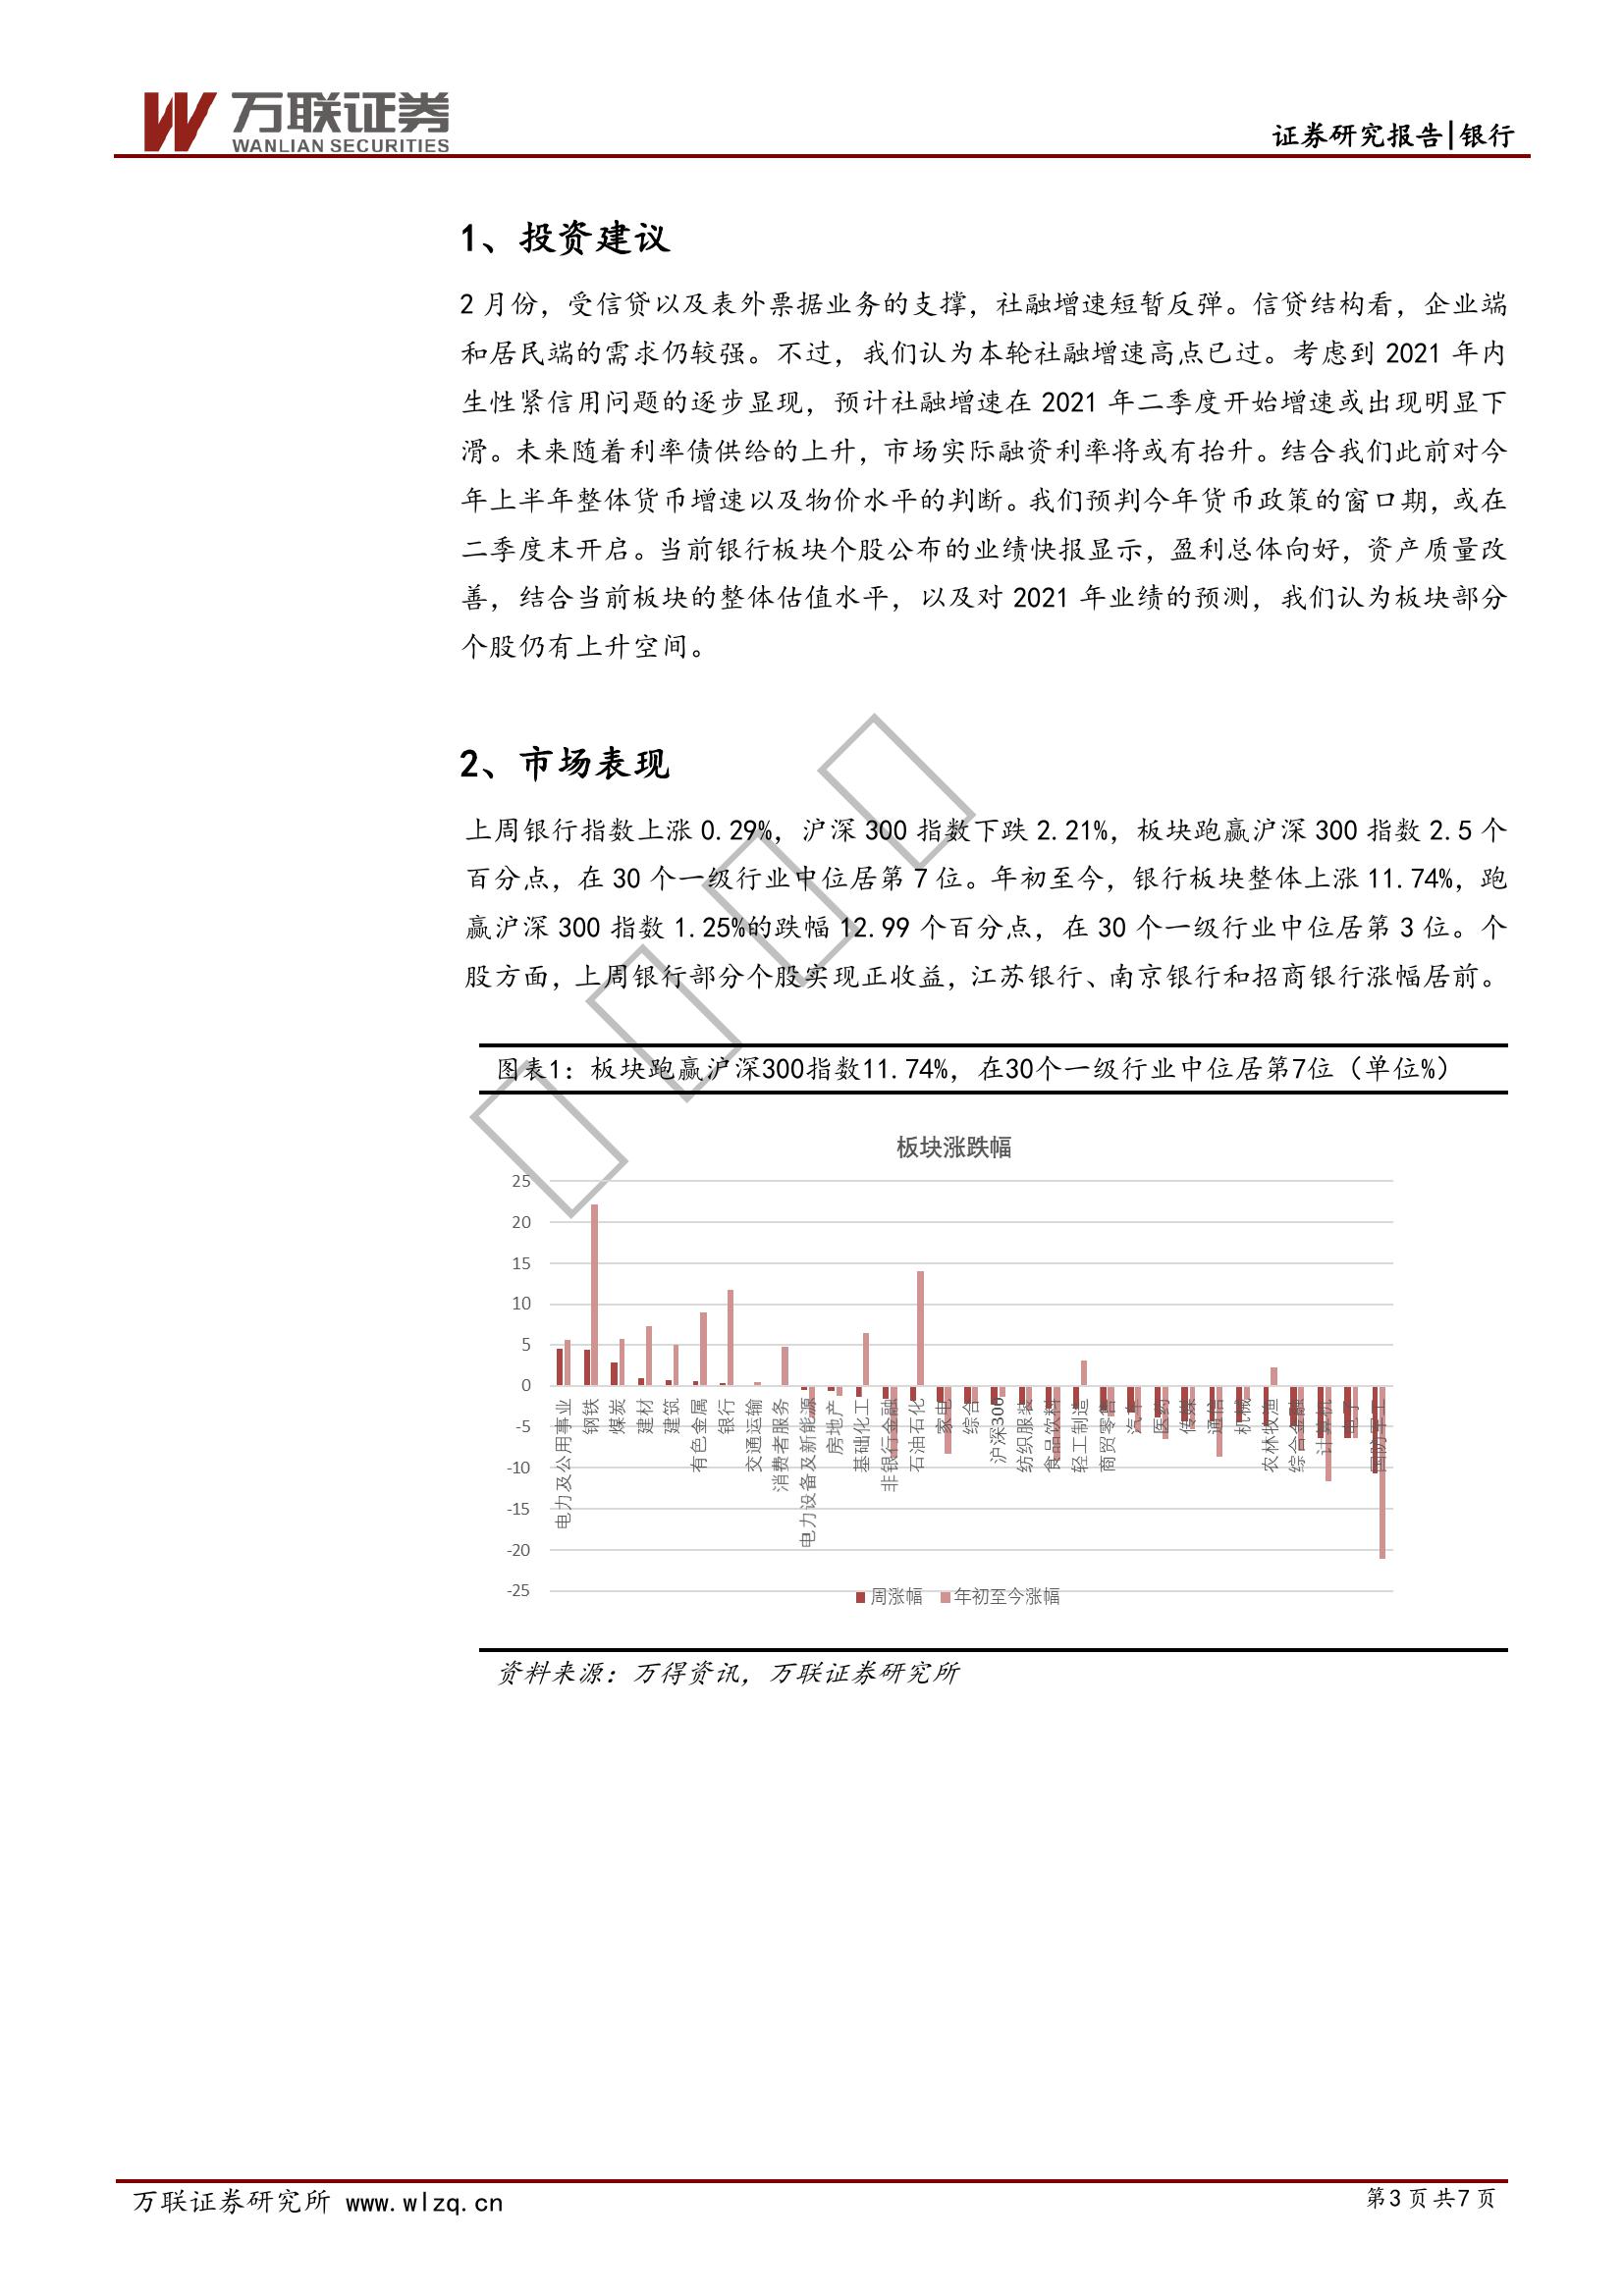 万联证券
WANLIAN SECURITIES
证券研究报告|银行
1、投资建议
2 月份，受信贷以及表外票据业务的支撑，社融增速短暂反弹。信贷结构看，企业端
和居民端的需求仍较强。不过，我们认为本轮社融增速高点已过。考虑到 2021 年内
生性紧信用问题的逐步显现，预计社融增速在 2021 年二季度开始增速或出现明显下
滑。未来随着利率债供给的上升，市场实际融资利率将或有抬升。结合我们此前对今
年上半年整体货币增速以及物价水平的判断。我们预判今年货币政策的窗口期，或在
二季度末开启。当前银行板块个股公布的业绩快报显示，盈利总体向好，资产质量改
善，结合当前板块的整体估值水平，以及对 2021 年业绩的预测，我们认为板块部分
个股仍有上升空间。
2、市场表现
上周银行指数上涨 0.29%，沪深 300 指数下跌 2.21%，板块跑赢沪深 300 指数 2.5 个
百分点，在 30 个一级行业中位居第 7 位。年初至今，银行板块整体上涨 11.74%，跑
赢沪深 300 指数 1.25%的跌幅 12.99 个百分点，在 30 个一级行业中位居第 3 位。个
股方面，上周银行部分个股实现正收益，江苏银行、南京银行和招商银行涨幅居前。
图表1：板块跑赢沪深300指数11.74%，在30个一级行业中位居第7位（单位%）
板块涨跌幅
25
20
15
10
5
0
-5
-10
-15
-20
-25
电力及公用事业
钢铁
煤炭
建材
建筑
有色金属
银行
交通运输
消费者服务
电力设备及新能源
房地产
基础化工
非银行金融
石油石化
家电
综合
沪深300
纺织服装
食品饮料
轻工制造
商贸零售
汽车
医药
传媒
通信
机械
农林牧渔
综合金融
计算机
电子
国防军工
周涨幅
年初至今涨幅
资料来源：万得资讯，万联证券研究所
万联证券研究所 www.wlzq.cn
第 3 页 共 7 页